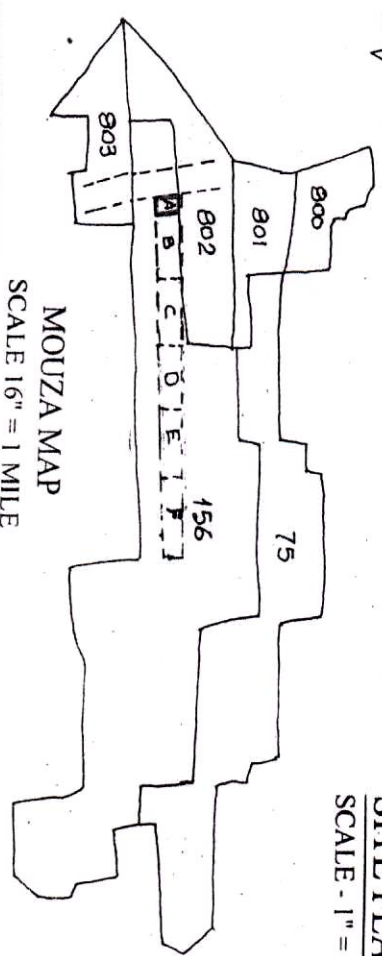 800
801
802
803
A B C D E F
156
75
MOUZA MAP
SCALE 16" = 1 MILE
SCALE - 1" =